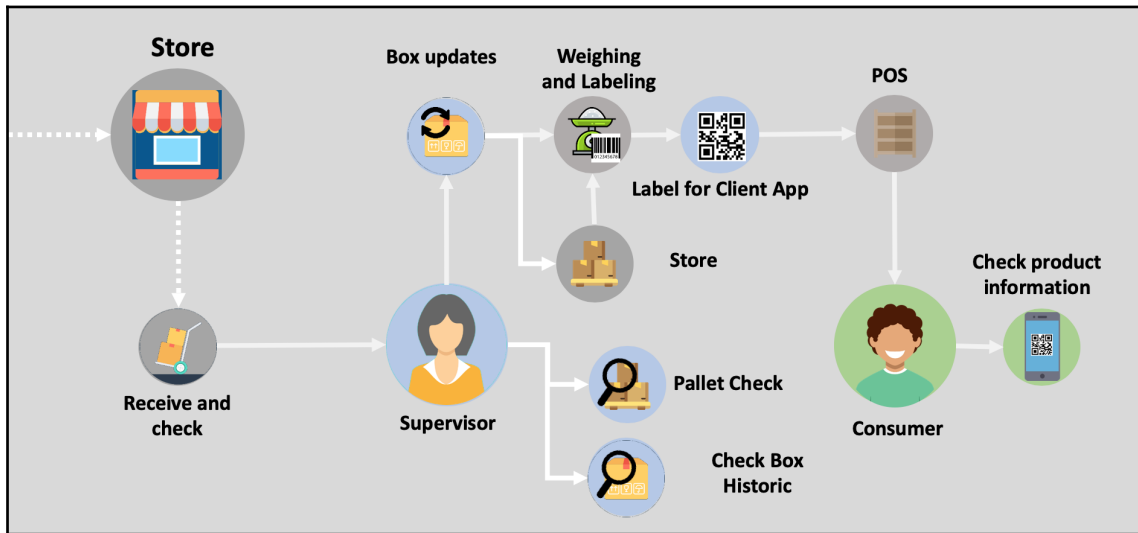 Store
Box updates
Weighing
and Labeling
POS
Label for Client App
Store
Check product
information
Receive and
check
Supervisor
Pallet Check
Consumer
Check Box
Historic